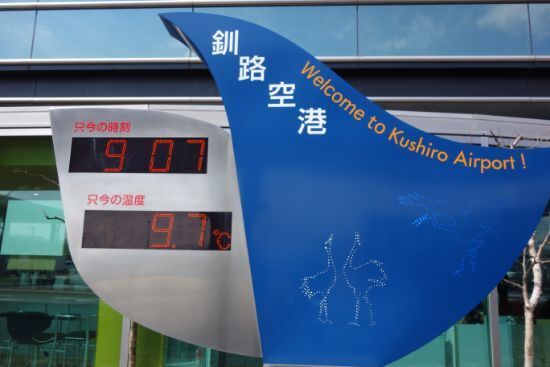 釧路空港
Welcome to Kushiro Airport !
只今の時刻
9 07
只今の温度
9.7℃